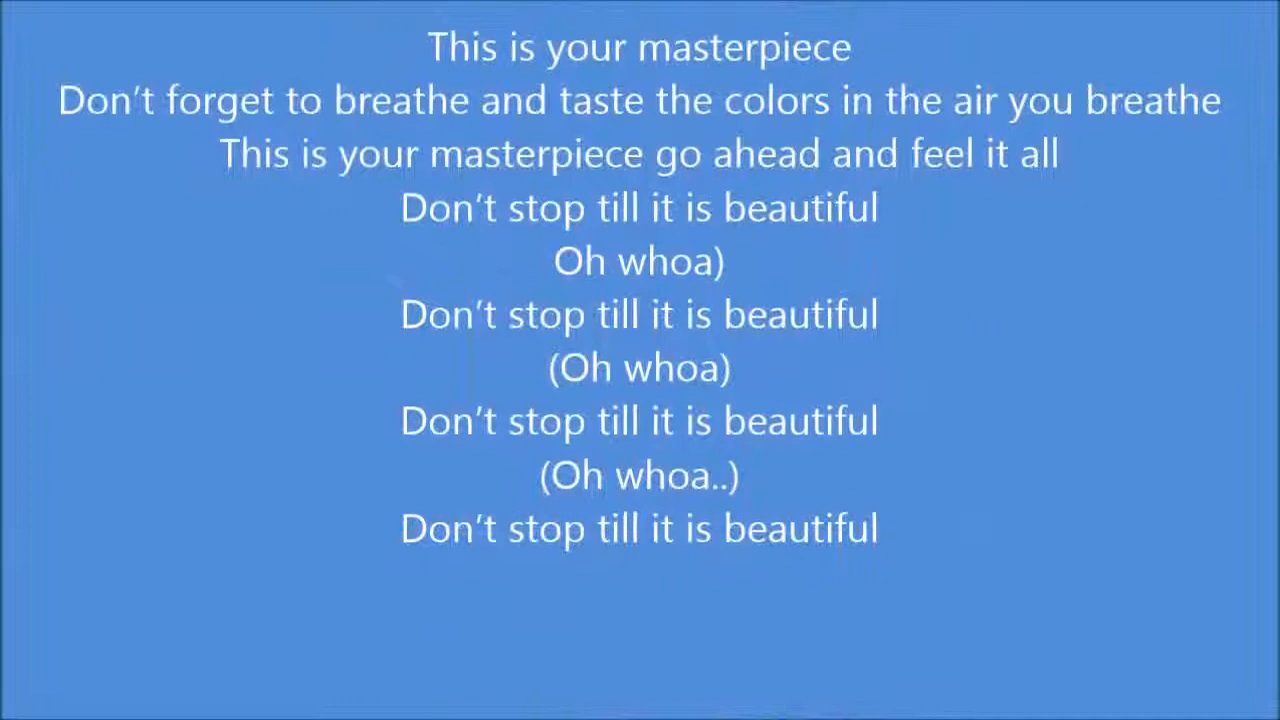 This is your masterpiece
Don’t forget to breathe and taste the colors in the air you breathe
This is your masterpiece go ahead and feel it all
Don’t stop till it is beautiful
Oh whoa)
Don’t stop till it is beautiful
(Oh whoa)
Don’t stop till it is beautiful
(Oh whoa..)
Don’t stop till it is beautiful